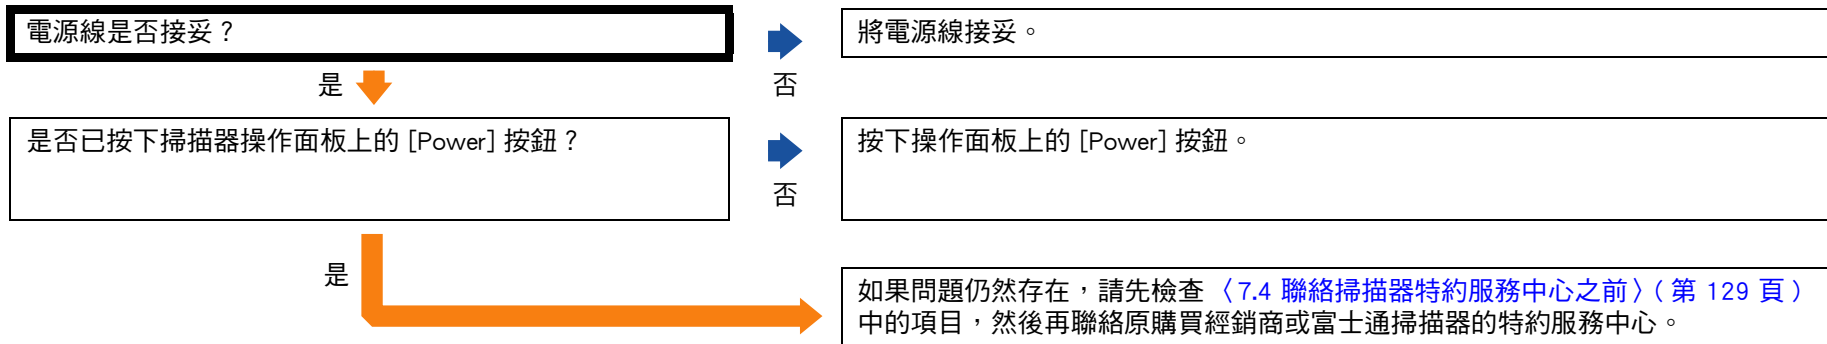 電源線是否接妥？
將電源線接妥。
是
否
是否已按下掃描器操作面板上的 [Power] 按鈕？
按下操作面板上的 [Power] 按鈕。
否
是
如果問題仍然存在，請先檢查〈7.4 聯絡掃描器特約服務中心之前〉( 第 129 頁 )
中的項目，然後再聯絡原購買經銷商或富士通掃描器的特約服務中心。